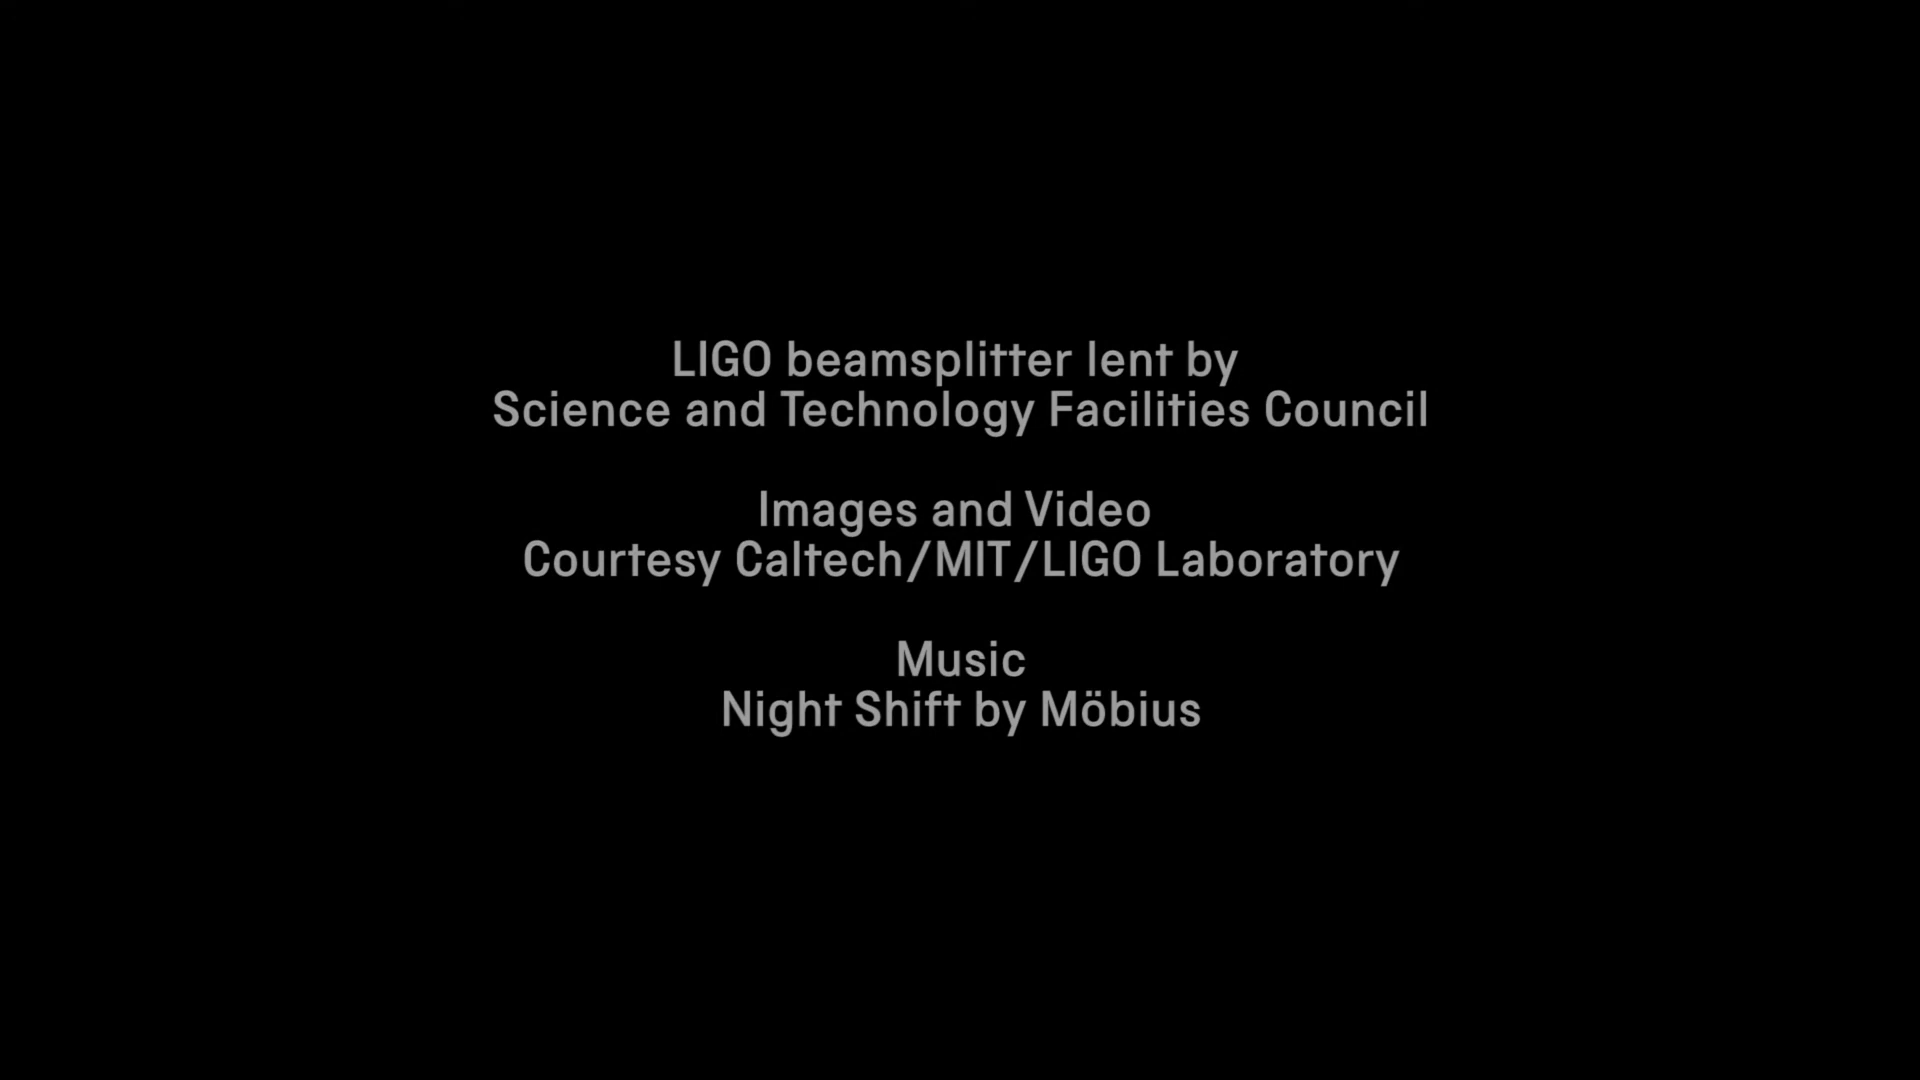 LIGO beamsplitter lent by
Science and Technology Facilities Council
Images and Video
Courtesy Caltech/MIT/LIGO Laboratory
Music
Night Shift by Möbius